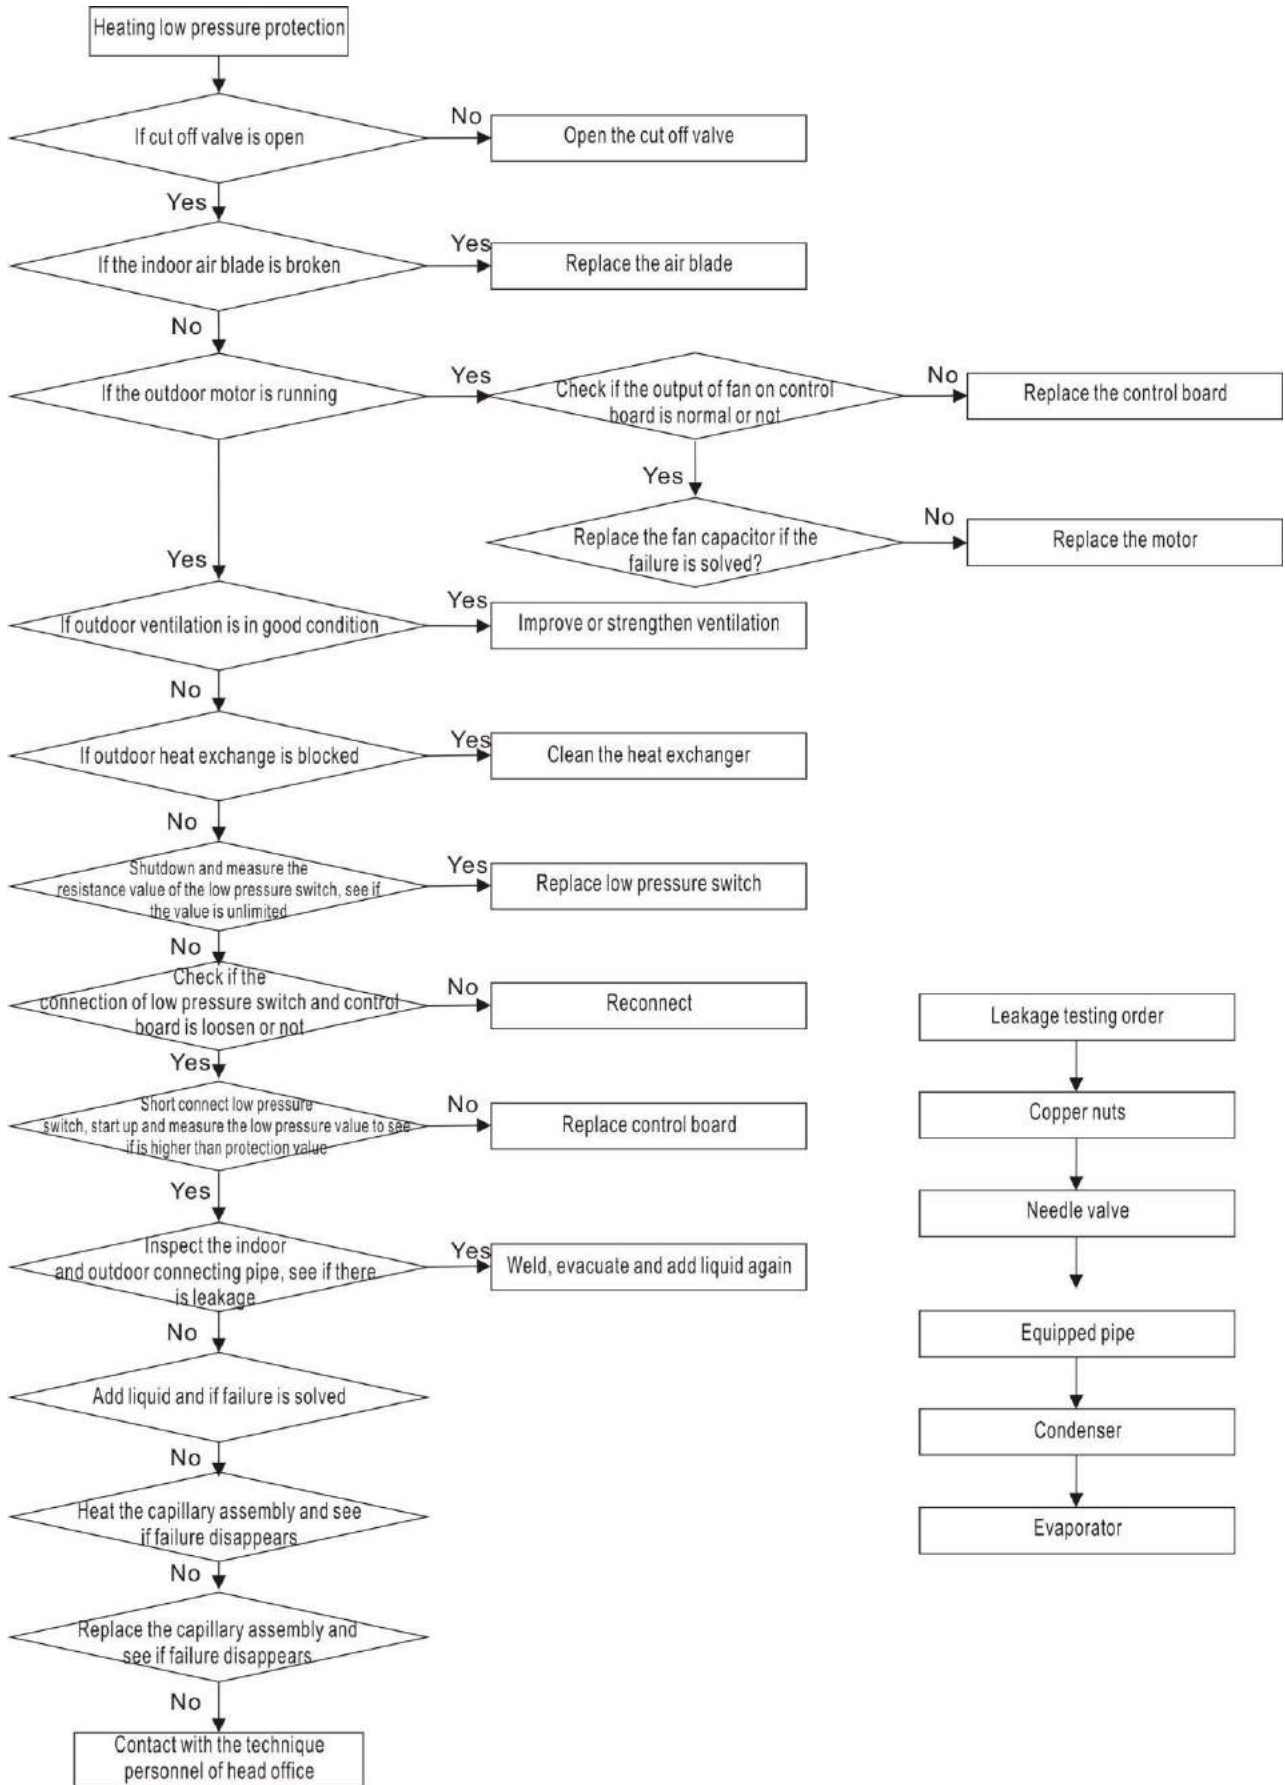 Heating low pressure protection
If cut off valve is open
No
Open the cut off valve
Yes
If the indoor air blade is broken
Yes
Replace the air blade
No
If the outdoor motor is running
Yes
Check if the output of fan on control
board is normal or not
No
Replace the control board
Yes
Replace the fan capacitor if the
failure is solved?
No
Replace the motor
Yes
If outdoor ventilation is in good condition
Yes
Improve or strengthen ventilation
No
If outdoor heat exchange is blocked
Yes
Clean the heat exchanger
No
Shutdown and measure the
resistance value of the low pressure switch, see if
the value is unlimited
Yes
Replace low pressure switch
No
Check if the
connection of low pressure switch and control
board is loosen or not
No
Reconnect
Yes
Short connect low pressure
switch, start up and measure the low pressure value to see
if is higher than protection value
No
Replace control board
Yes
Inspect the indoor
and outdoor connecting pipe, see if there
is leakage
Yes
Weld, evacuate and add liquid again
No
Add liquid and if failure is solved
No
Heat the capillary assembly and see
if failure disappears
No
Replace the capillary assembly and
see if failure disappears
No
Contact with the technique
personnel of head office
Leakage testing order
Copper nuts
Needle valve
Equipped pipe
Condenser
Evaporator